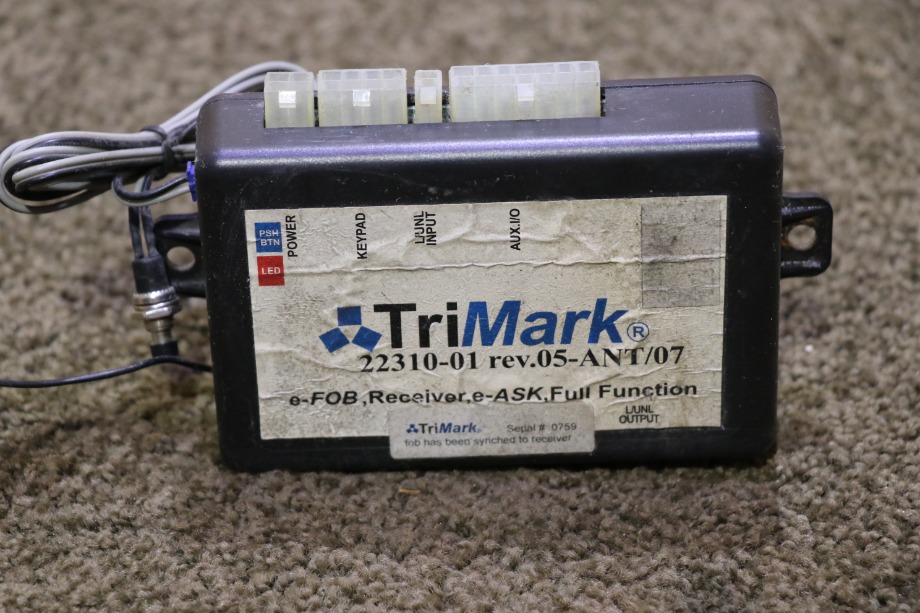 PSH
BTN
POWER
KEYPAD
L/UNL
INPUT
AUX.I/O
LED
TriMark®
22310-01 rev.05-ANT/07
e-FOB,Receiver,e-ASK,Full Function
L/UNL
OUTPUT
TriMark Serial # 0759
fob has been synched to receiver